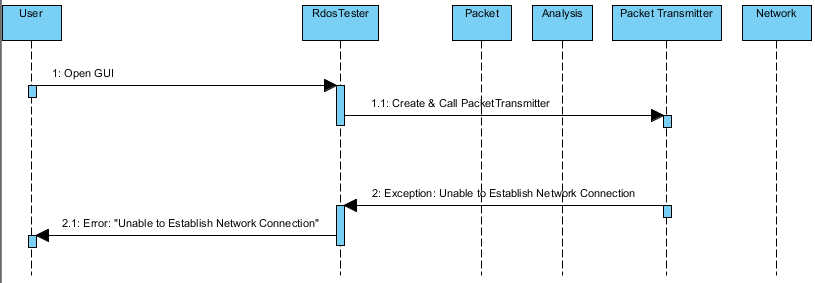 User
RdosTester
Packet
Analysis
Packet Transmitter
Network
1: Open GUI
1.1: Create & Call PacketTransmitter
2: Exception: Unable to Establish Network Connection
2.1: Error: "Unable to Establish Network Connection"